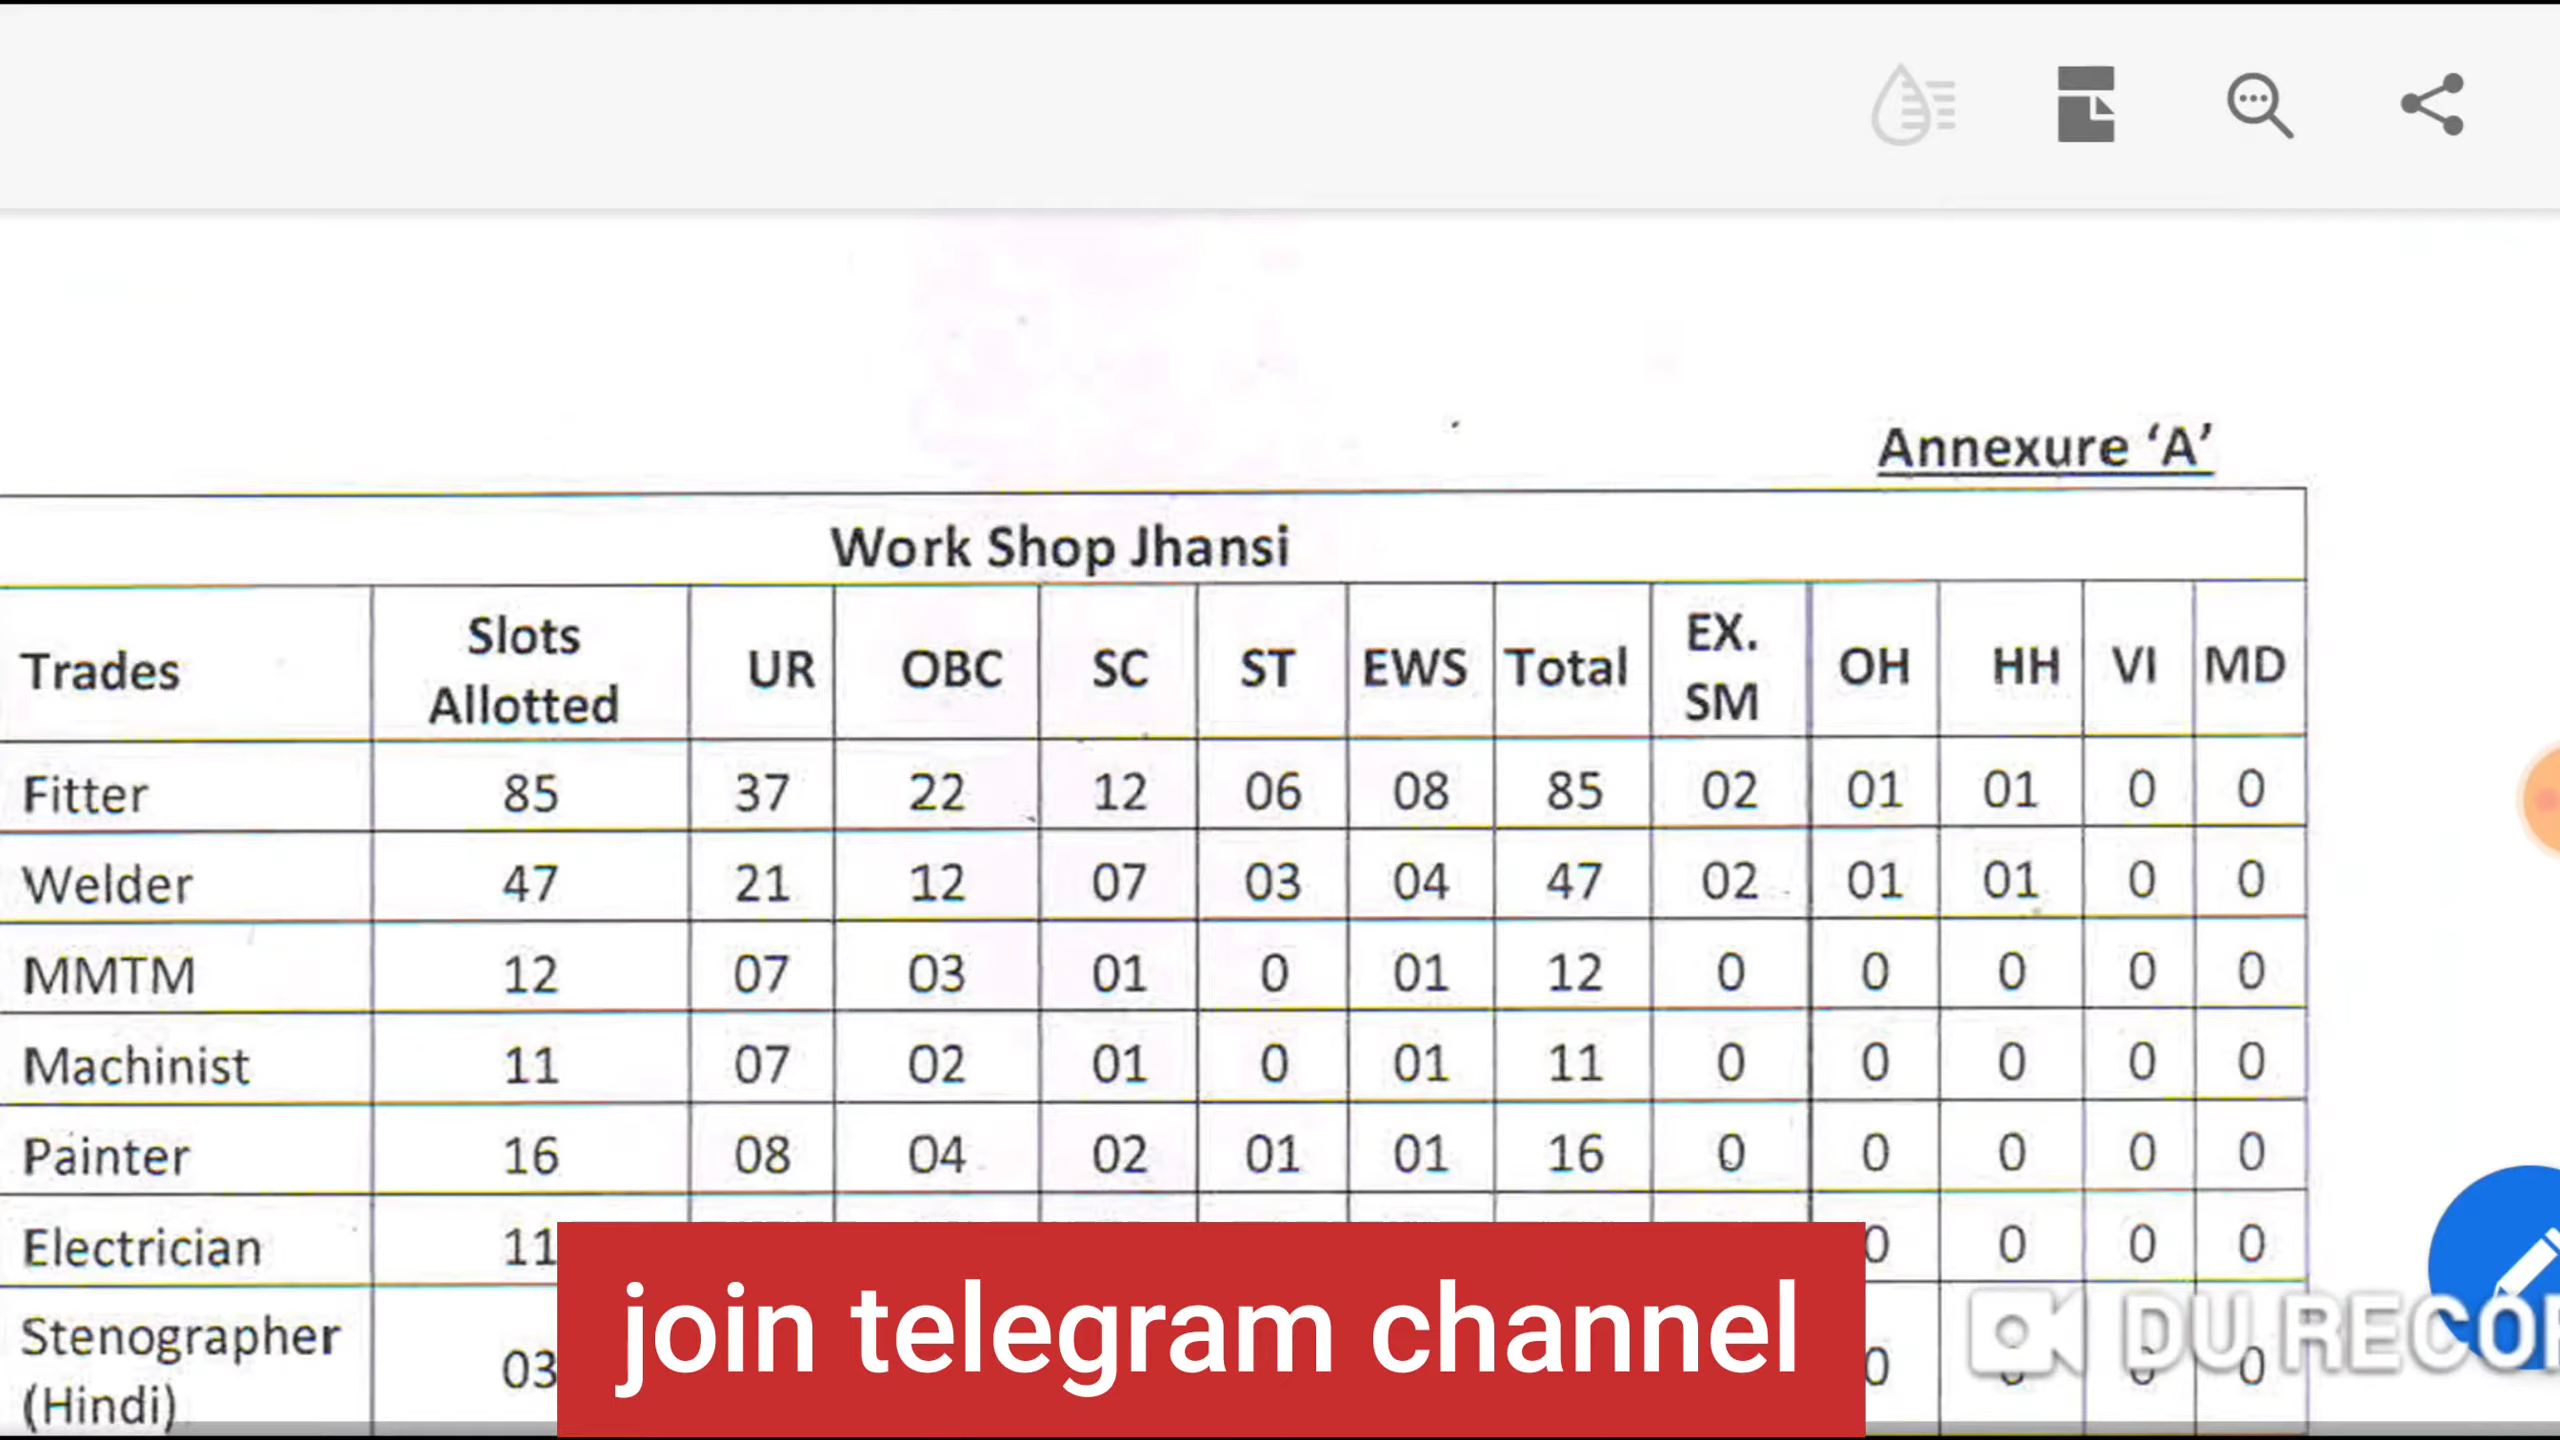 Annexure ‘A’
Work Shop Jhansi
Trades Slots Allotted UR OBC SC ST EWS Total EX. SM OH HH VI MD
Fitter 85 37 22 12 06 08 85 02 01 01 0 0
Welder 47 21 12 07 03 04 47 02 01 01 0 0
MMTM 12 07 03 01 0 01 12 0 0 0 0 0
Machinist 11 07 02 01 0 01 11 0 0 0 0 0
Painter 16 08 04 02 01 01 16 0 0 0 0 0
Electrician 11 0 0 0 0
Stenographer (Hindi) 03 0 0 0 0
join telegram channel
DU RECOR